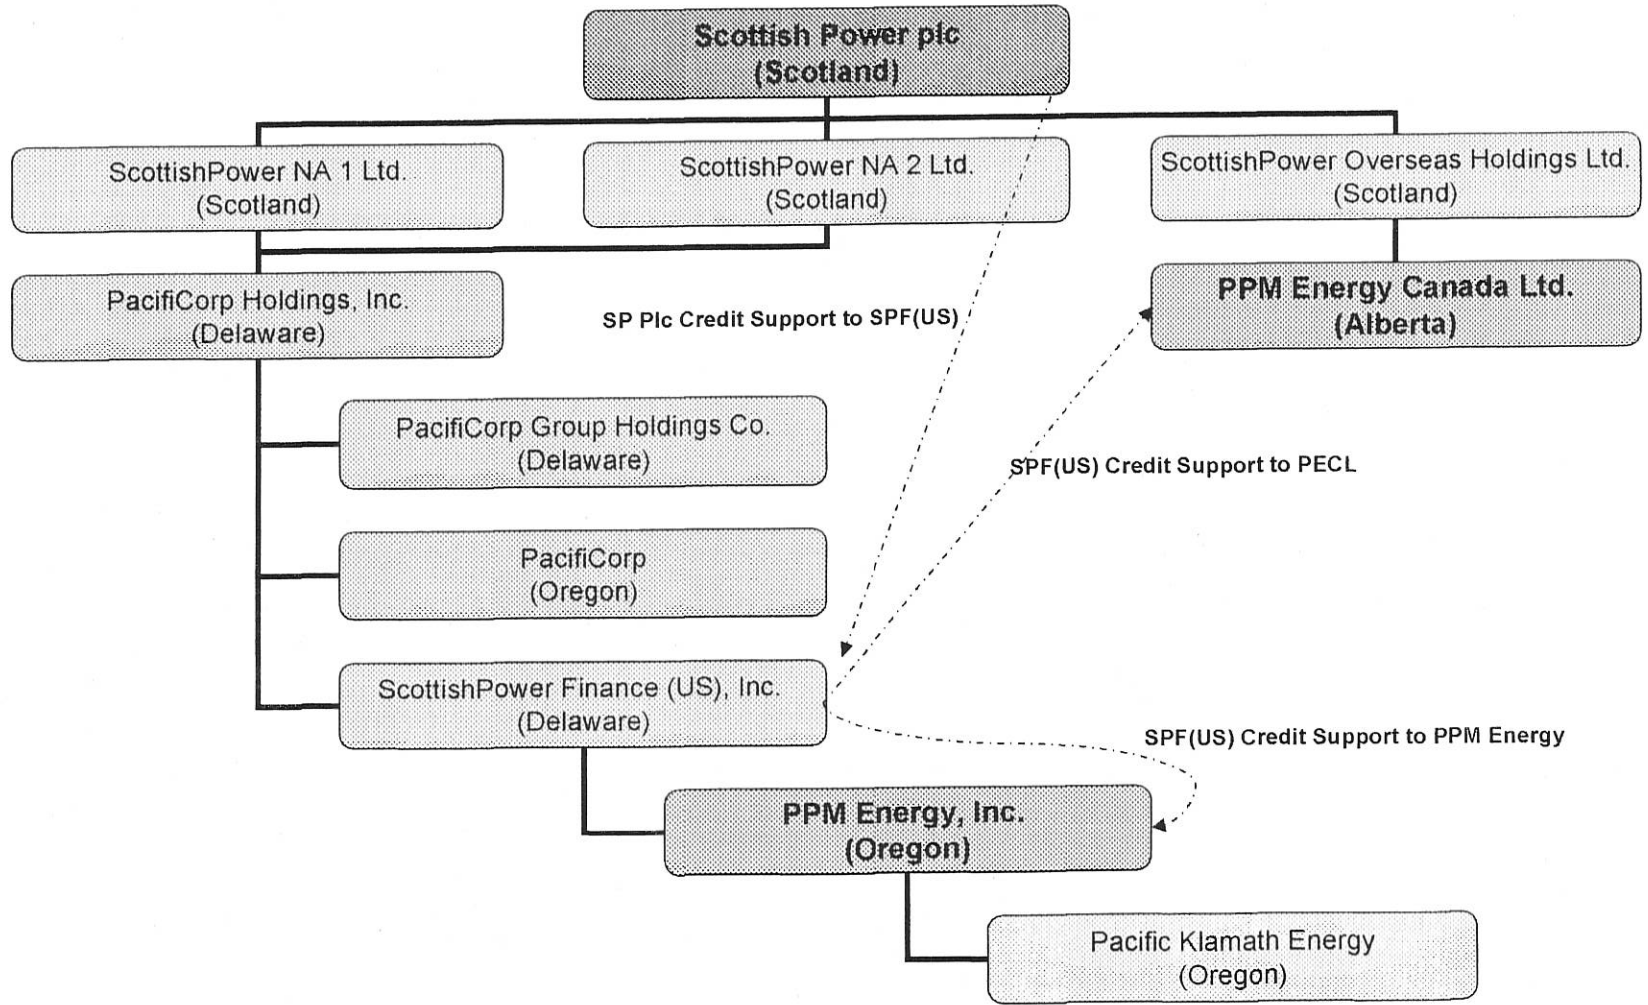 Scottish Power plc
(Scotland)
ScottishPower NA 1 Ltd.
(Scotland)
ScottishPower NA 2 Ltd.
(Scotland)
ScottishPower Overseas Holdings Ltd.
(Scotland)
PacifiCorp Holdings, Inc.
(Delaware)
PPM Energy Canada Ltd.
(Alberta)
SP Plc Credit Support to SPF(US)
PacifiCorp Group Holdings Co.
(Delaware)
SPF(US) Credit Support to PECL
PacifiCorp
(Oregon)
ScottishPower Finance (US), Inc.
(Delaware)
SPF(US) Credit Support to PPM Energy
PPM Energy, Inc.
(Oregon)
Pacific Klamath Energy
(Oregon)